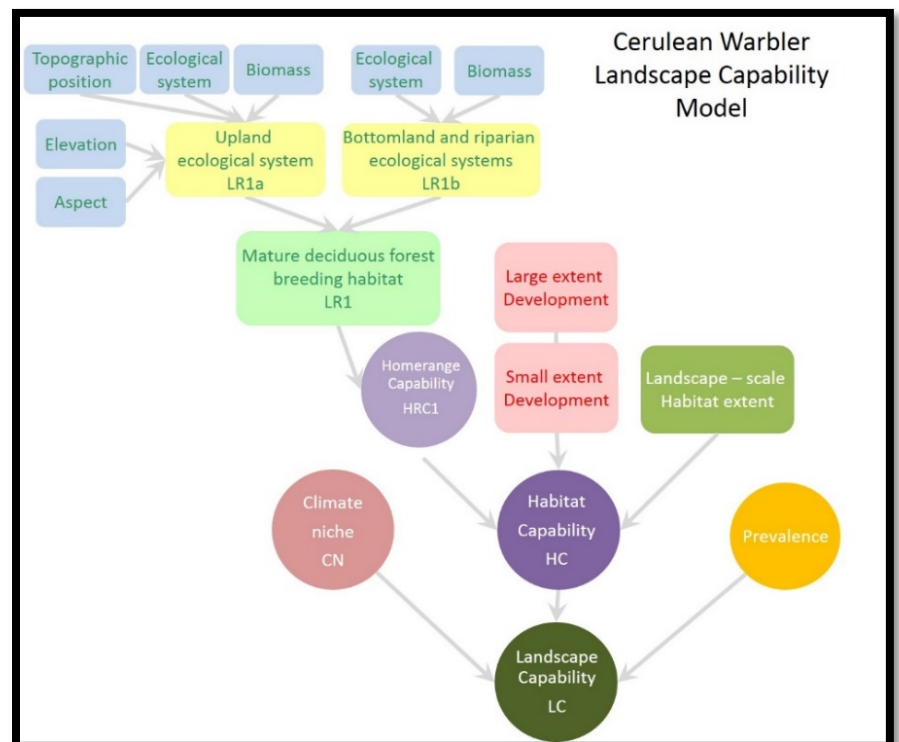 Cerulean Warbler
Landscape Capability
Model
Topographic
position
Ecological
system
Biomass
Ecological
system
Biomass
Elevation
Aspect
Upland
ecological system
LR1a
Bottomland and riparian
ecological systems
LR1b
Mature deciduous forest
breeding habitat
LR1
Large extent
Development
Homerange
Capability
HRC1
Small extent
Development
Landscape – scale
Habitat extent
Climate
niche
CN
Habitat
Capability
HC
Prevalence
Landscape
Capability
LC